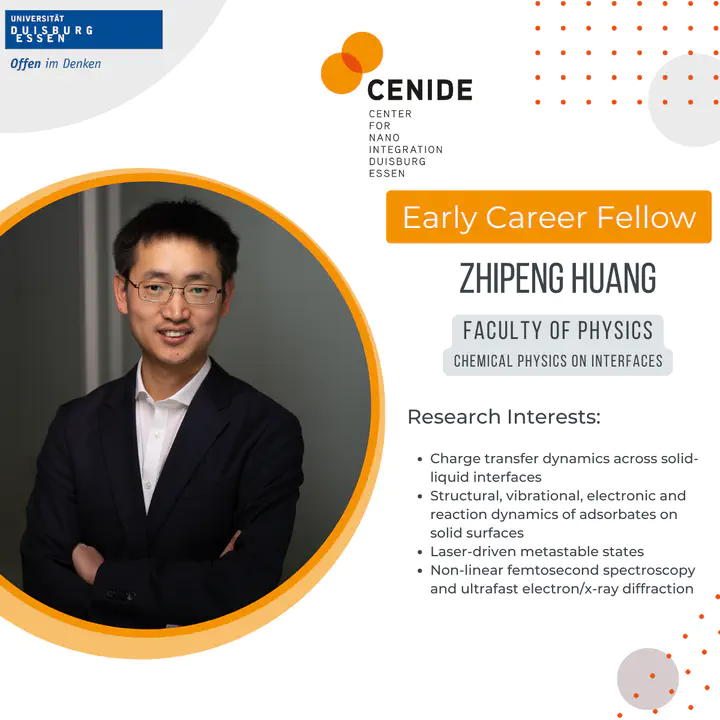 UNIVERSITÄT
DUISBURG
ESSEN
Offen im Denken
CENIDE
CENTER
FOR
NANO
INTEGRATION
DUISBURG
ESSEN
Early Career Fellow
ZHIPENG HUANG
FACULTY OF PHYSICS
CHEMICAL PHYSICS ON INTERFACES
Research Interests:
• Charge transfer dynamics across solid-
liquid interfaces
• Structural, vibrational, electronic and
reaction dynamics of adsorbates on
solid surfaces
• Laser-driven metastable states
• Non-linear femtosecond spectroscopy
and ultrafast electron/x-ray diffraction